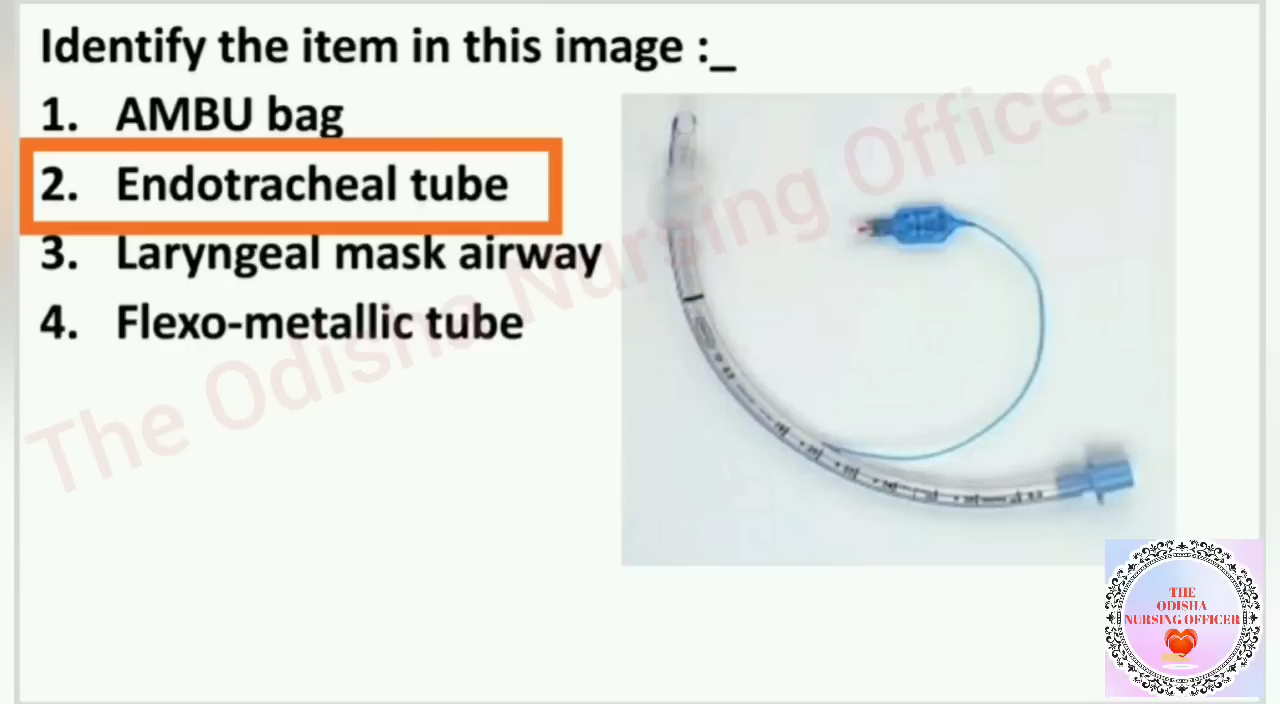 Identify the item in this image :_
1. AMBU bag
2. Endotracheal tube
3. Laryngeal mask airway
4. Flexo-metallic tube
The Odisha Nursing Officer
THE
ODISHA
NURSING OFFICER